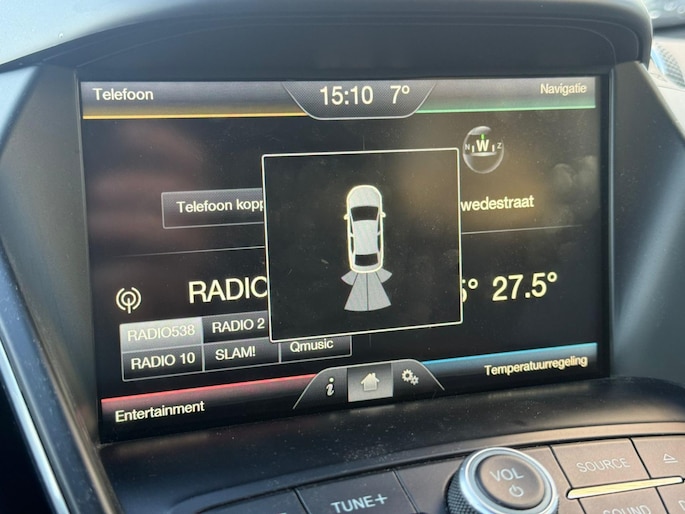 Telefoon
15:10 7°
Navigatie
N W Z
Telefoon kopp
wedestraat
RADIO
27.5°
RADIO538
RADIO 2
RADIO 10
SLAM!
Qmusic
Entertainment
i
Temperatuurregeling
VOL
SOURCE
TUNE+
SOUND